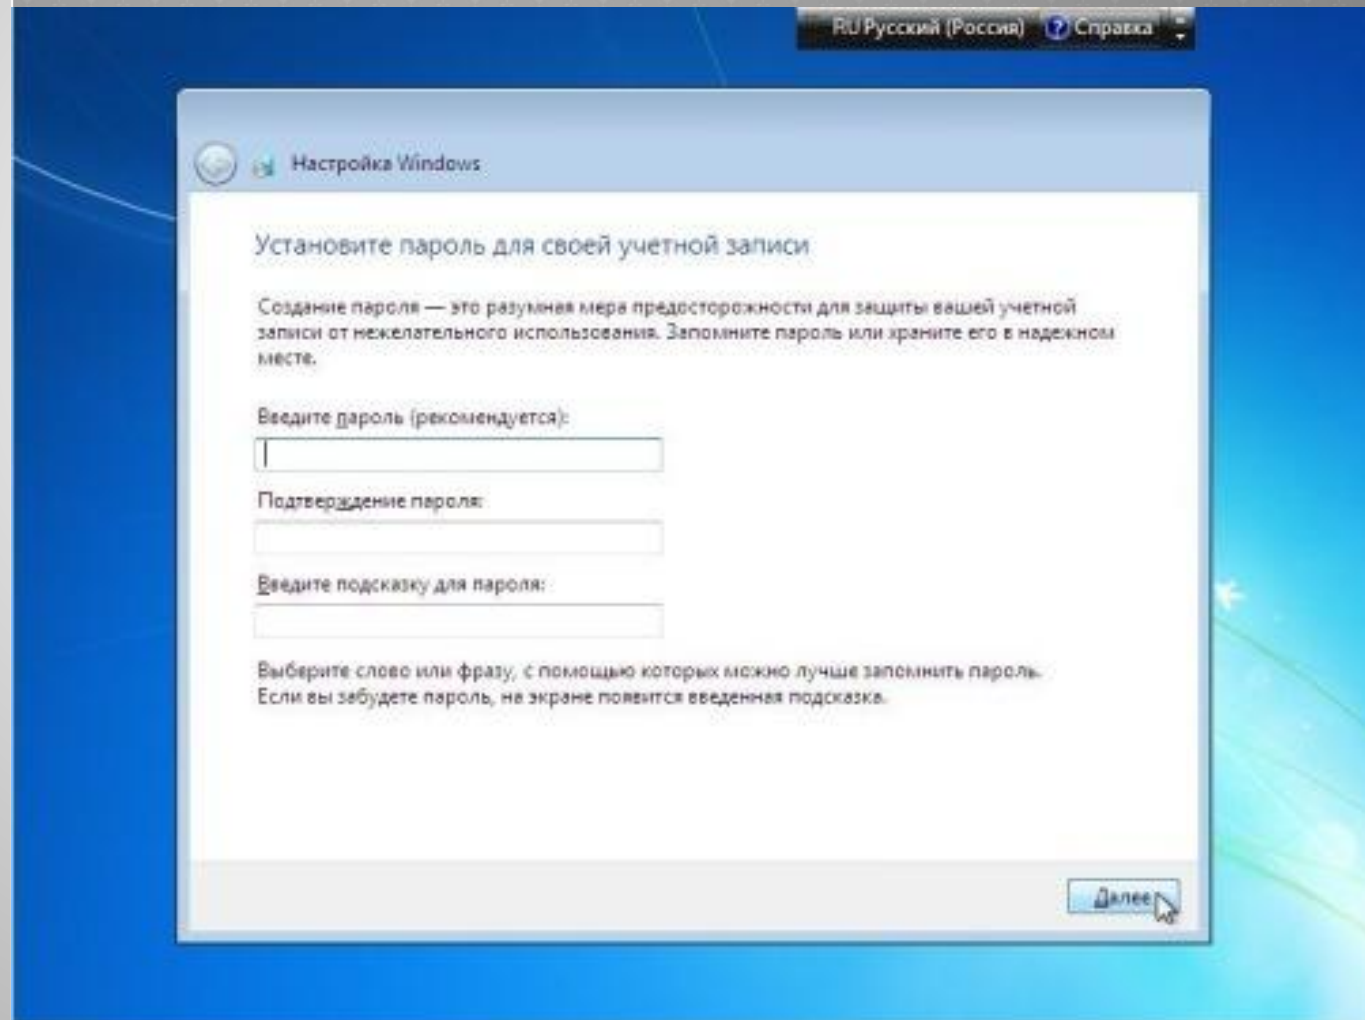 RU Русский (Россия) Справка
Настройка Windows
Установите пароль для своей учетной записи
Создание пароля — это разумная мера предосторожности для защиты вашей учетной
записи от нежелательного использования. Запомните пароль или храните его в надежном
месте.
Введите пароль (рекомендуется):
Подтверждение пароля:
Введите подсказку для пароля:
Выберите слово или фразу, с помощью которых можно лучше запомнить пароль.
Если вы забудете пароль, на экране появится введенная подсказка.
Далее